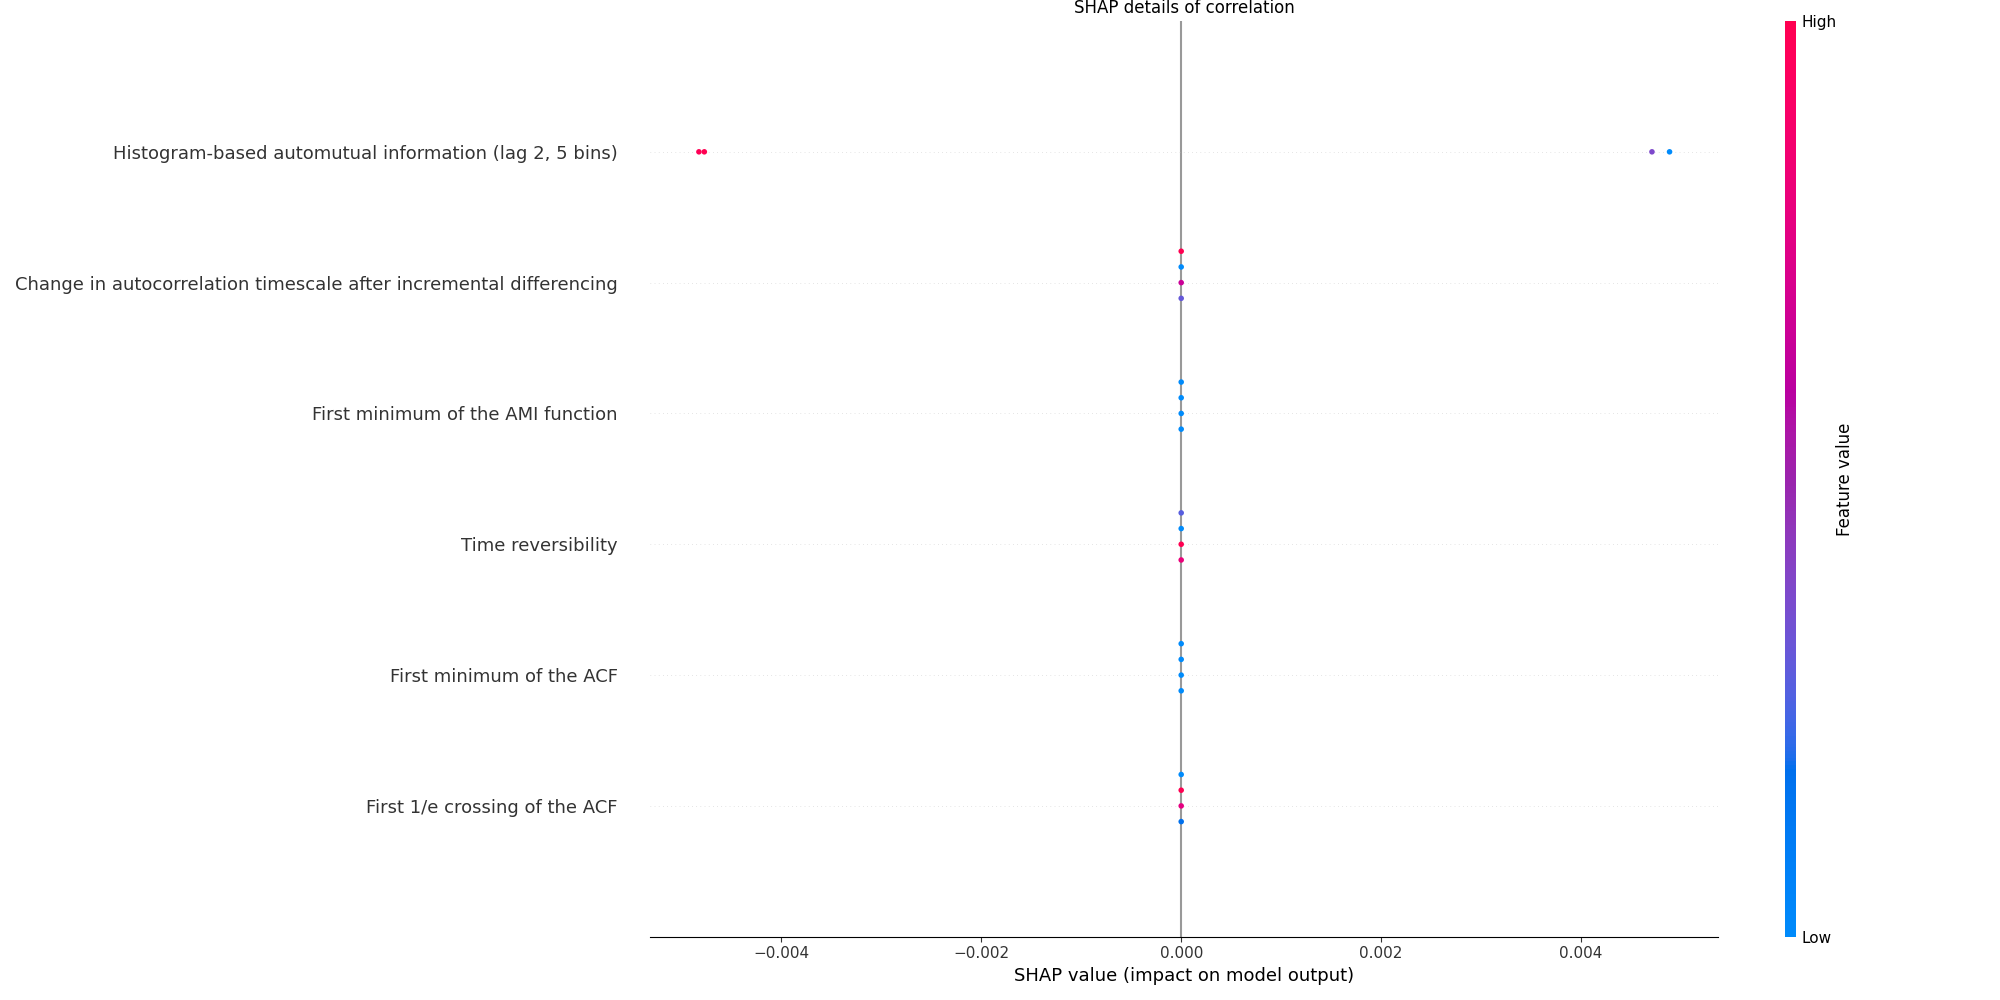 SHAP details of correlation
High
Histogram-based automutual information (lag 2, 5 bins)
Change in autocorrelation timescale after incremental differencing
First minimum of the AMI function
Feature value
Time reversibility
First minimum of the ACF
First 1/e crossing of the ACF
Low
−0.004 −0.002 0.000 0.002 0.004
SHAP value (impact on model output)